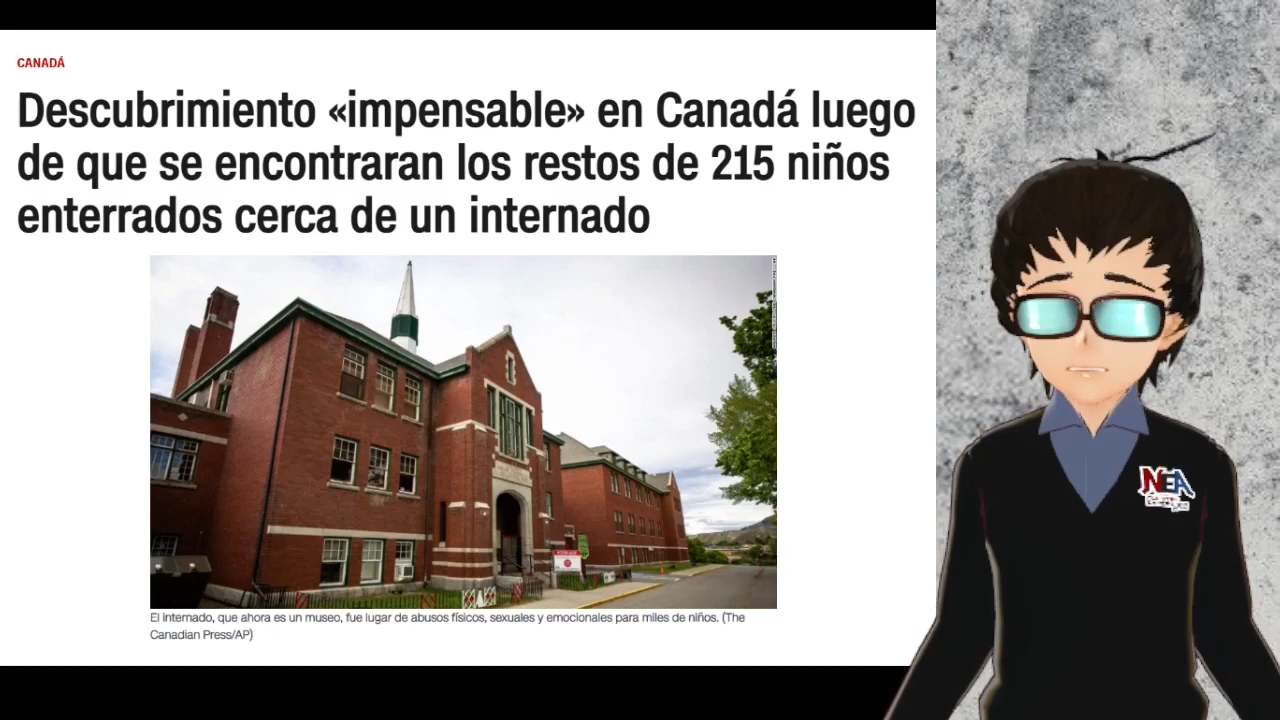 CANADÁ
Descubrimiento «impensable» en Canadá luego
de que se encontraran los restos de 215 niños
enterrados cerca de un internado
El internado, que ahora es un museo, fue lugar de abusos físicos, sexuales y emocionales para miles de niños. (The
Canadian Press/AP)
NEA